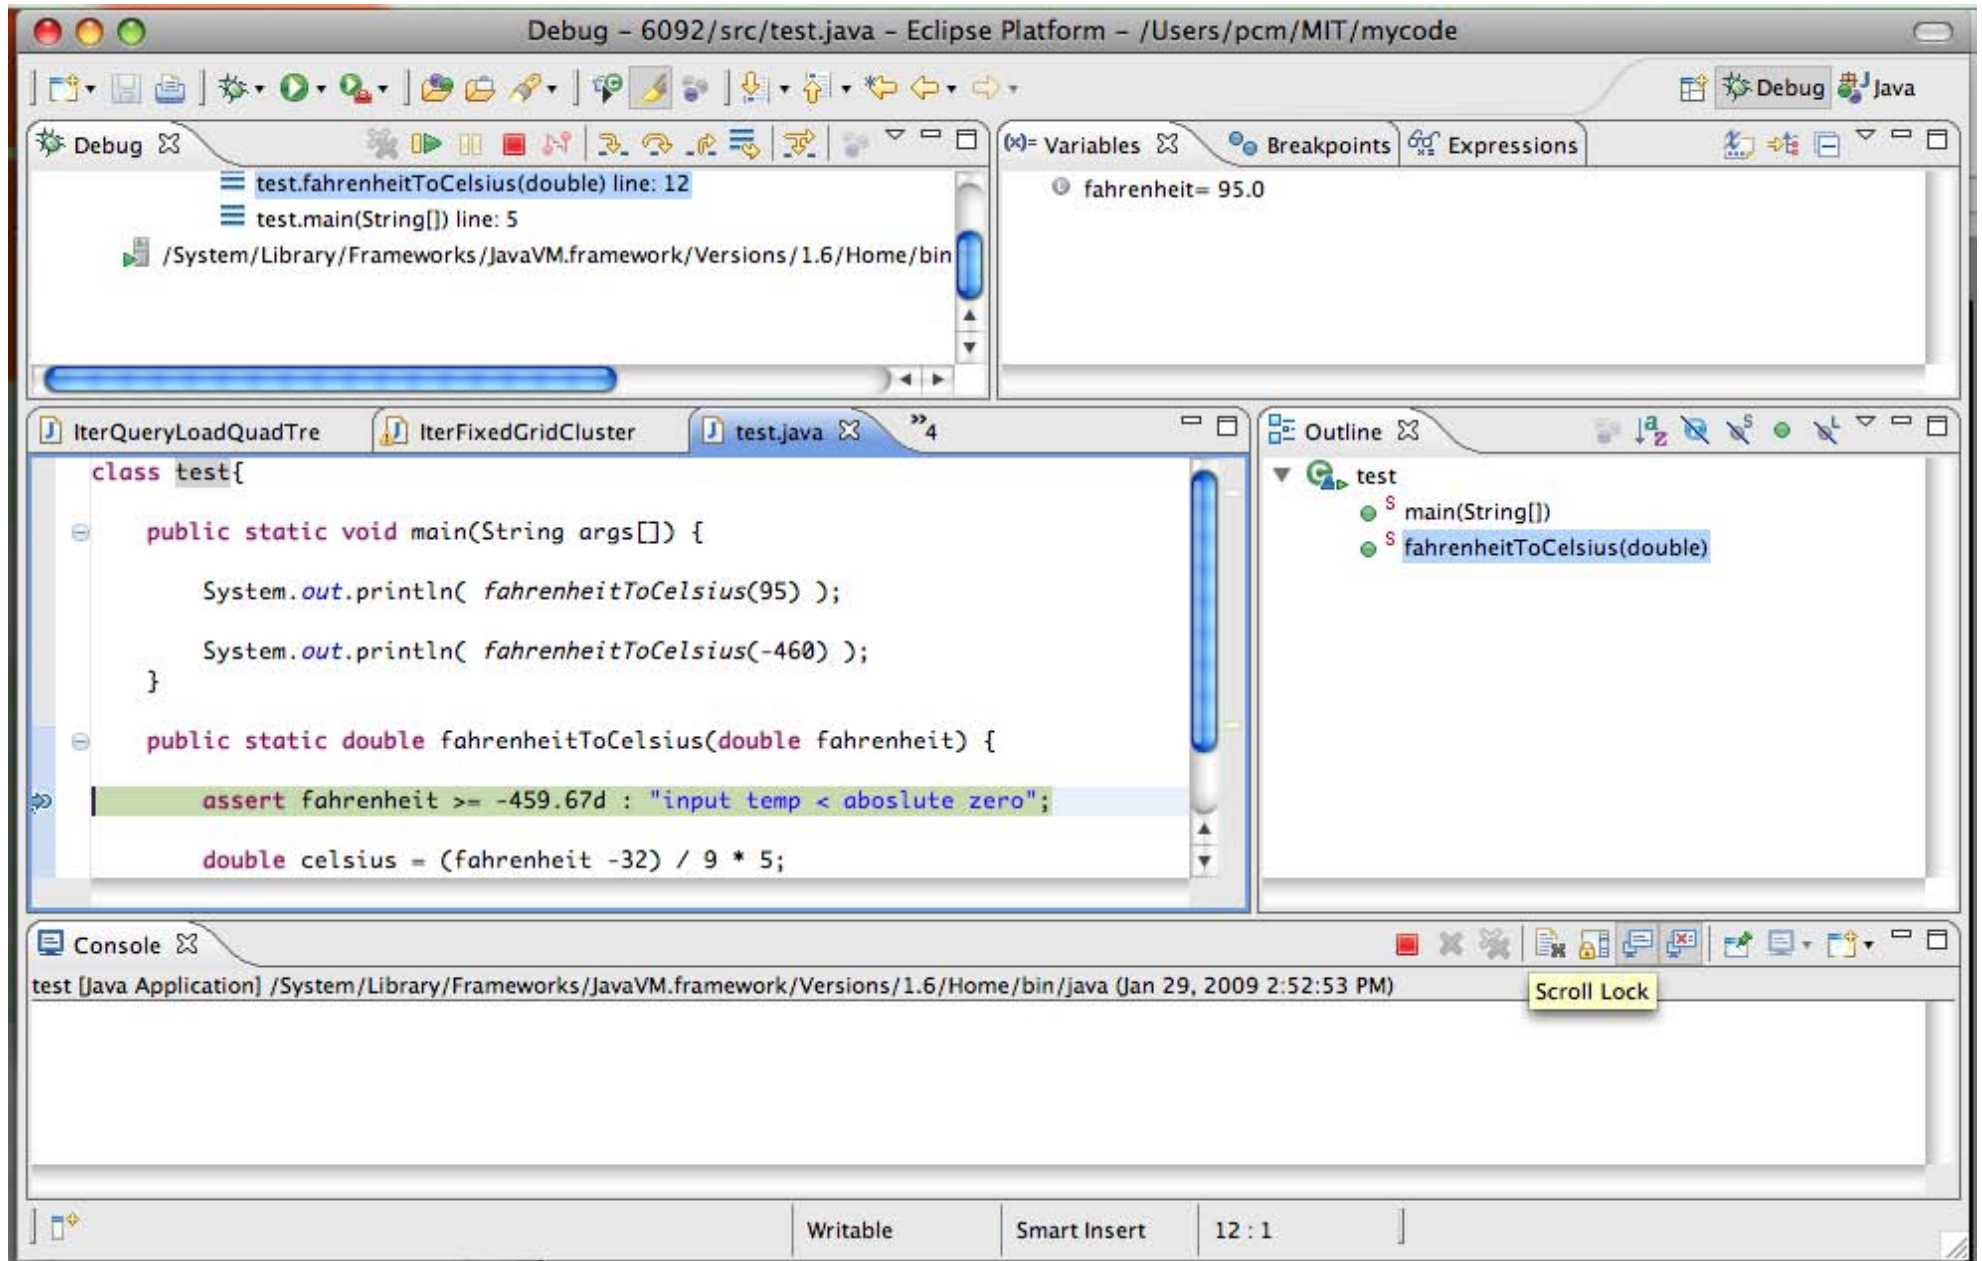 Debug – 6092/src/test.java – Eclipse Platform – /Users/pcm/MIT/mycode
Debug Java
Debug
test.fahrenheitToCelsius(double) line: 12
test.main(String[]) line: 5
/System/Library/Frameworks/JavaVM.framework/Versions/1.6/Home/bin
(x)= Variables Breakpoints Expressions
fahrenheit= 95.0
IterQueryLoadQuadTre IterFixedGridCluster test.java »4
class test{
public static void main(String args[]) {
System.out.println( fahrenheitToCelsius(95) );
System.out.println( fahrenheitToCelsius(-460) );
}
public static double fahrenheitToCelsius(double fahrenheit) {
assert fahrenheit >= -459.67d : "input temp < aboslute zero";
double celsius = (fahrenheit -32) / 9 * 5;
Outline
test
main(String[])
fahrenheitToCelsius(double)
Console
test [Java Application] /System/Library/Frameworks/JavaVM.framework/Versions/1.6/Home/bin/java (Jan 29, 2009 2:52:53 PM)
Scroll Lock
Writable Smart Insert 12 : 1